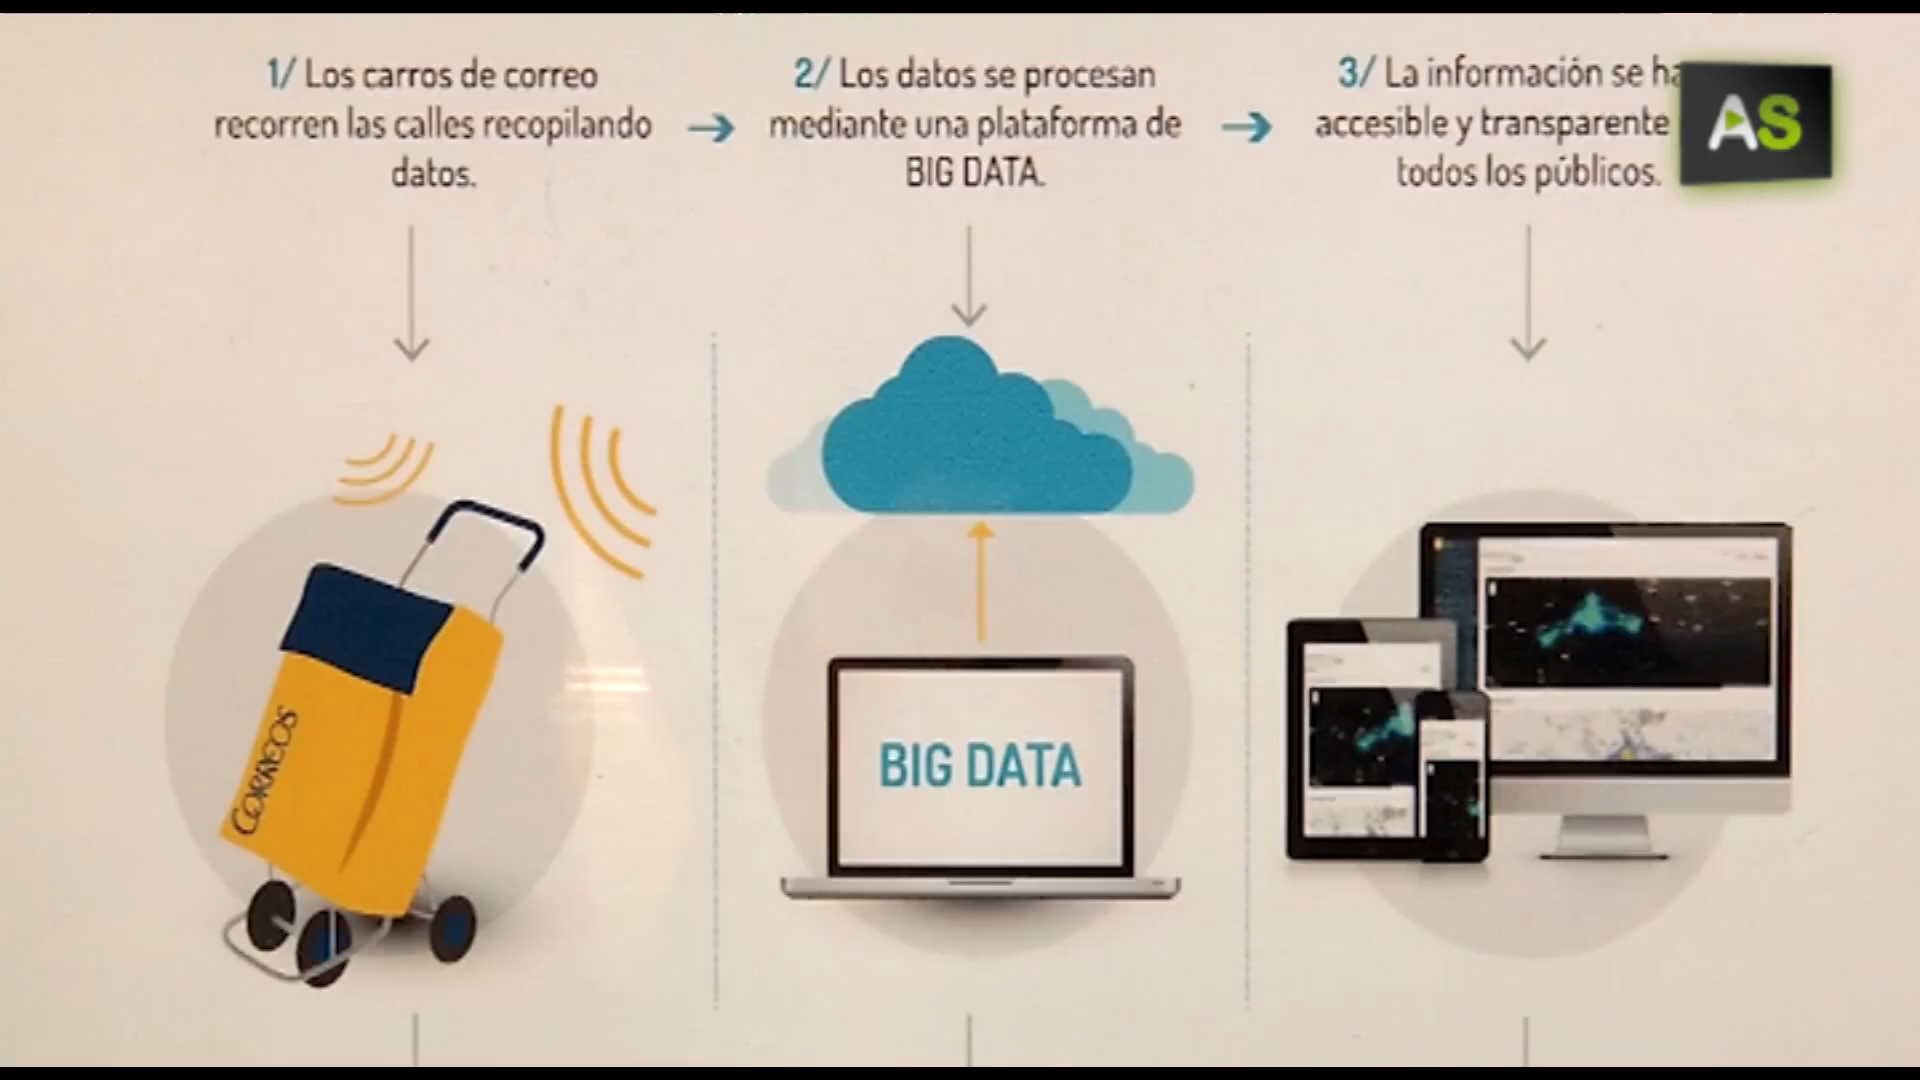 1/ Los carros de correo
recorren las calles recopilando
datos.
2/ Los datos se procesan
mediante una plataforma de
BIG DATA.
3/ La información se
accesible y transparente
todos los públicos.
AS
CORREOS
BIG DATA